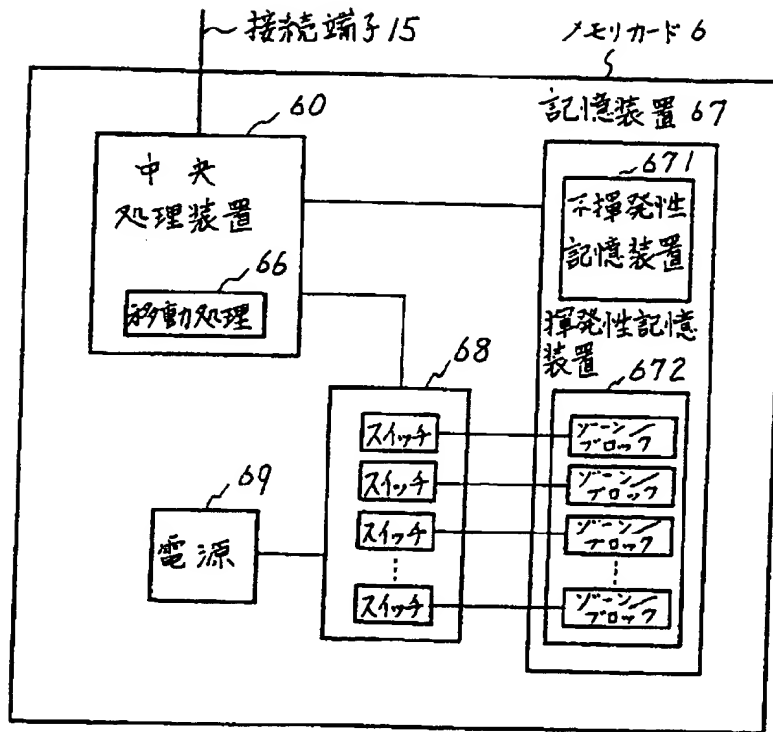 接続端子15
メモリカード6
60
中央
処理装置
66
移動処理
記憶装置67
671
不揮発性
記憶装置
揮発性記憶
装置
672
68
スイッチ
ゾーン/
ブロック
スイッチ
ゾーン/
ブロック
スイッチ
ゾーン/
ブロック
スイッチ
ゾーン/
ブロック
69
電源